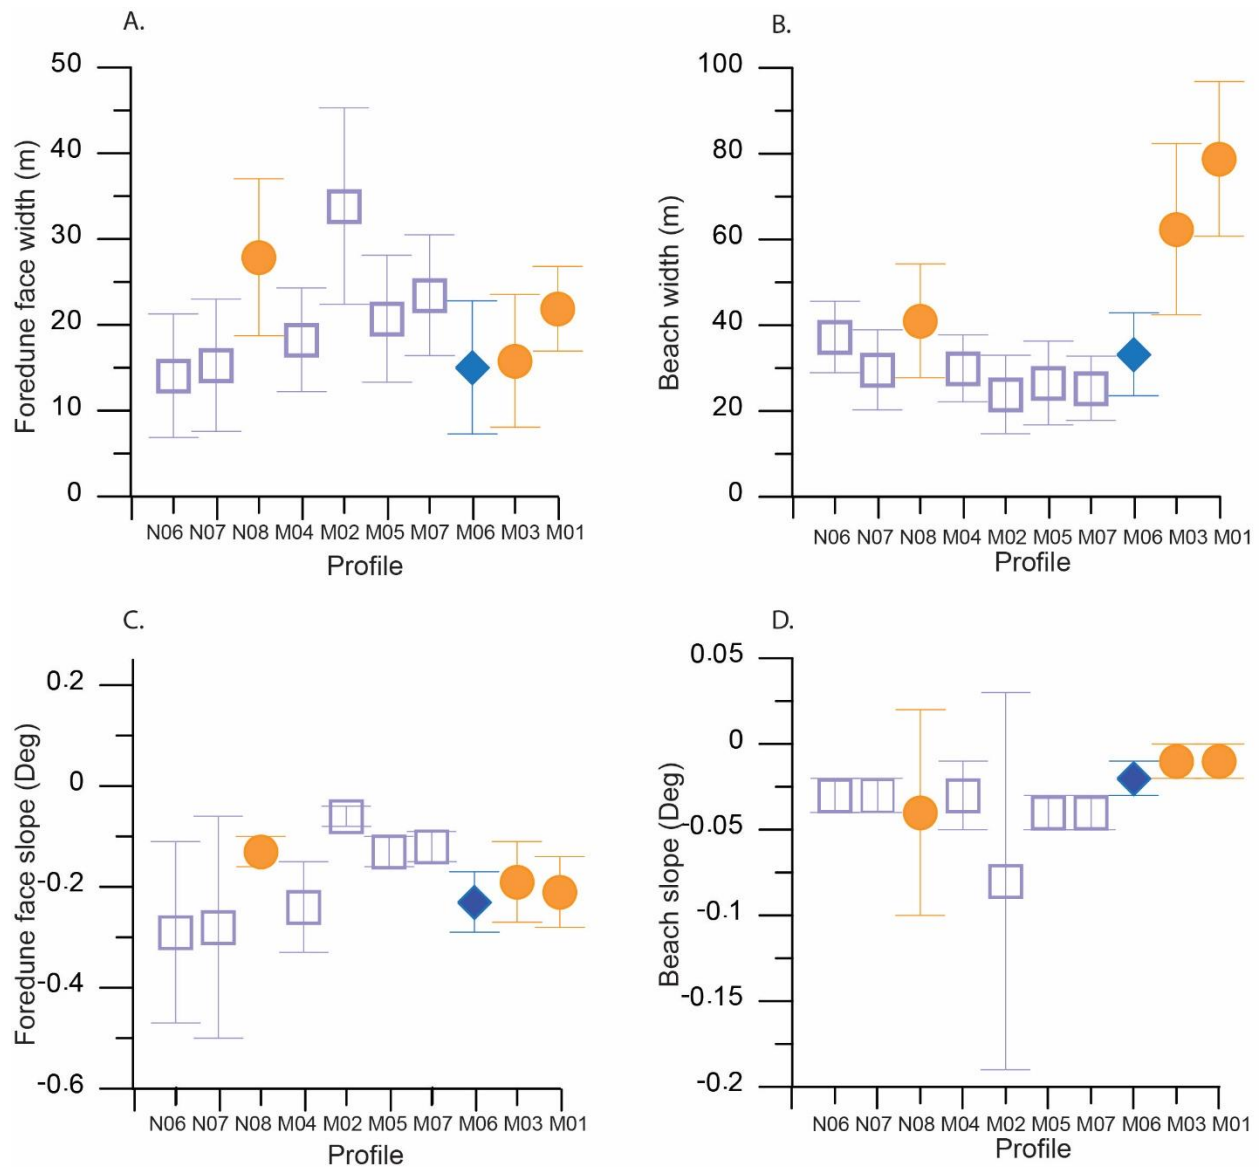 A.
50
40
30
20
10
0
Foredune face width (m)
N06 N07 N08 M04 M02 M05 M07 M06 M03 M01
Profile
B.
100
80
60
40
20
0
Beach width (m)
N06 N07 N08 M04 M02 M05 M07 M06 M03 M01
Profile
C.
0.2
0
-0.2
-0.4
-0.6
Foredune face slope (Deg)
N06 N07 N08 M04 M02 M05 M07 M06 M03 M01
Profile
D.
0.05
0
-0.05
-0.1
-0.15
-0.2
Beach slope (Deg)
N06 N07 N08 M04 M02 M05 M07 M06 M03 M01
Profile